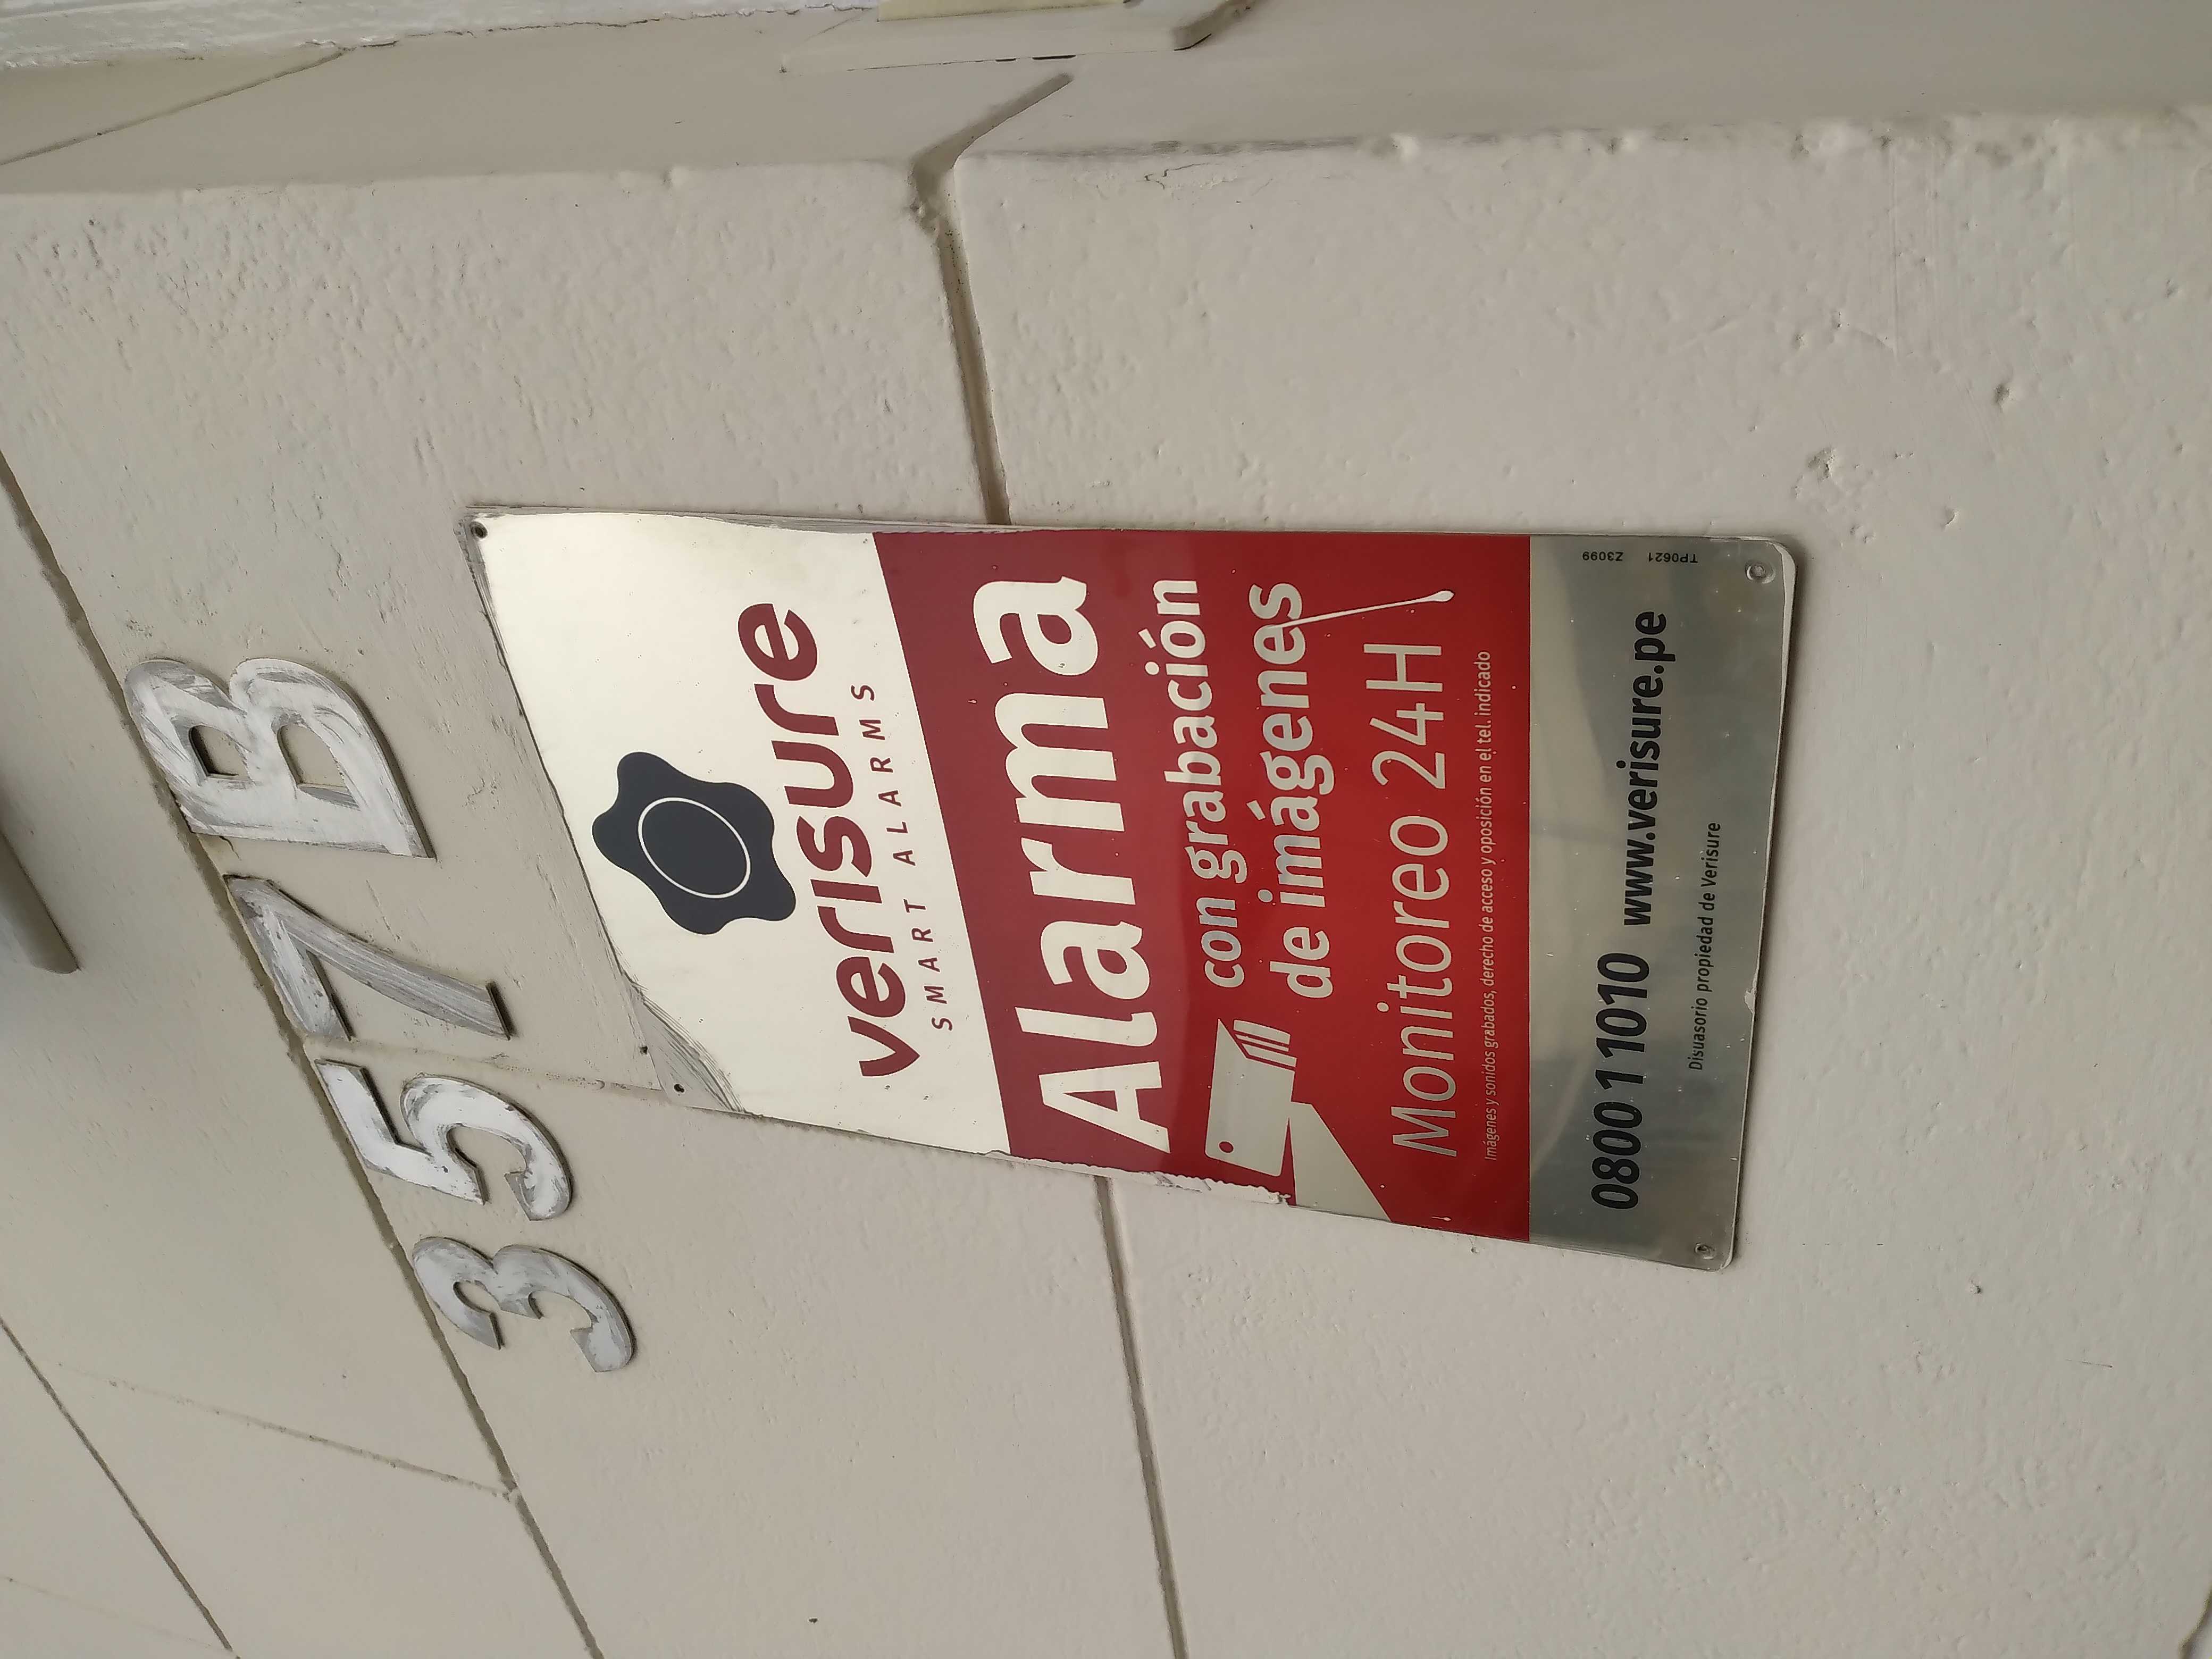 357B
verisure
SMART ALARMS
Alarma
con grabación
de imágenes
Monitoreo 24H
Imágenes y sonidos grabados, derecho de acceso y oposición en el tel. indicado
0800 1 1010 www.verisure.pe
Disuasorio propiedad de Verisure
TP0621
Z3099